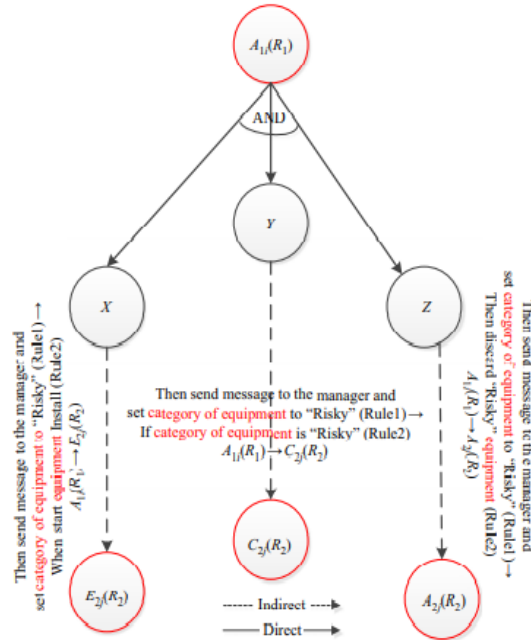 A1i(R1)
AND
Y
X
Z
Then send message to the manager and
set category of equipment to “Risky” (Rule1)→
When start equipment Install (Rule2)
A1i(R1)→E2j(R2)
Then send message to the manager and
set category of equipment to “Risky” (Rule1)→
If category of equipment is “Risky” (Rule2)
A1i(R1)→C2j(R2)
Then send message to the manager and
set category of equipment to “Risky” (Rule1)→
Then discard “Risky” equipment (Rule2)
A1i(R1)→A2j(R2)
E2j(R2)
C2j(R2)
A2j(R2)
Indirect
Direct